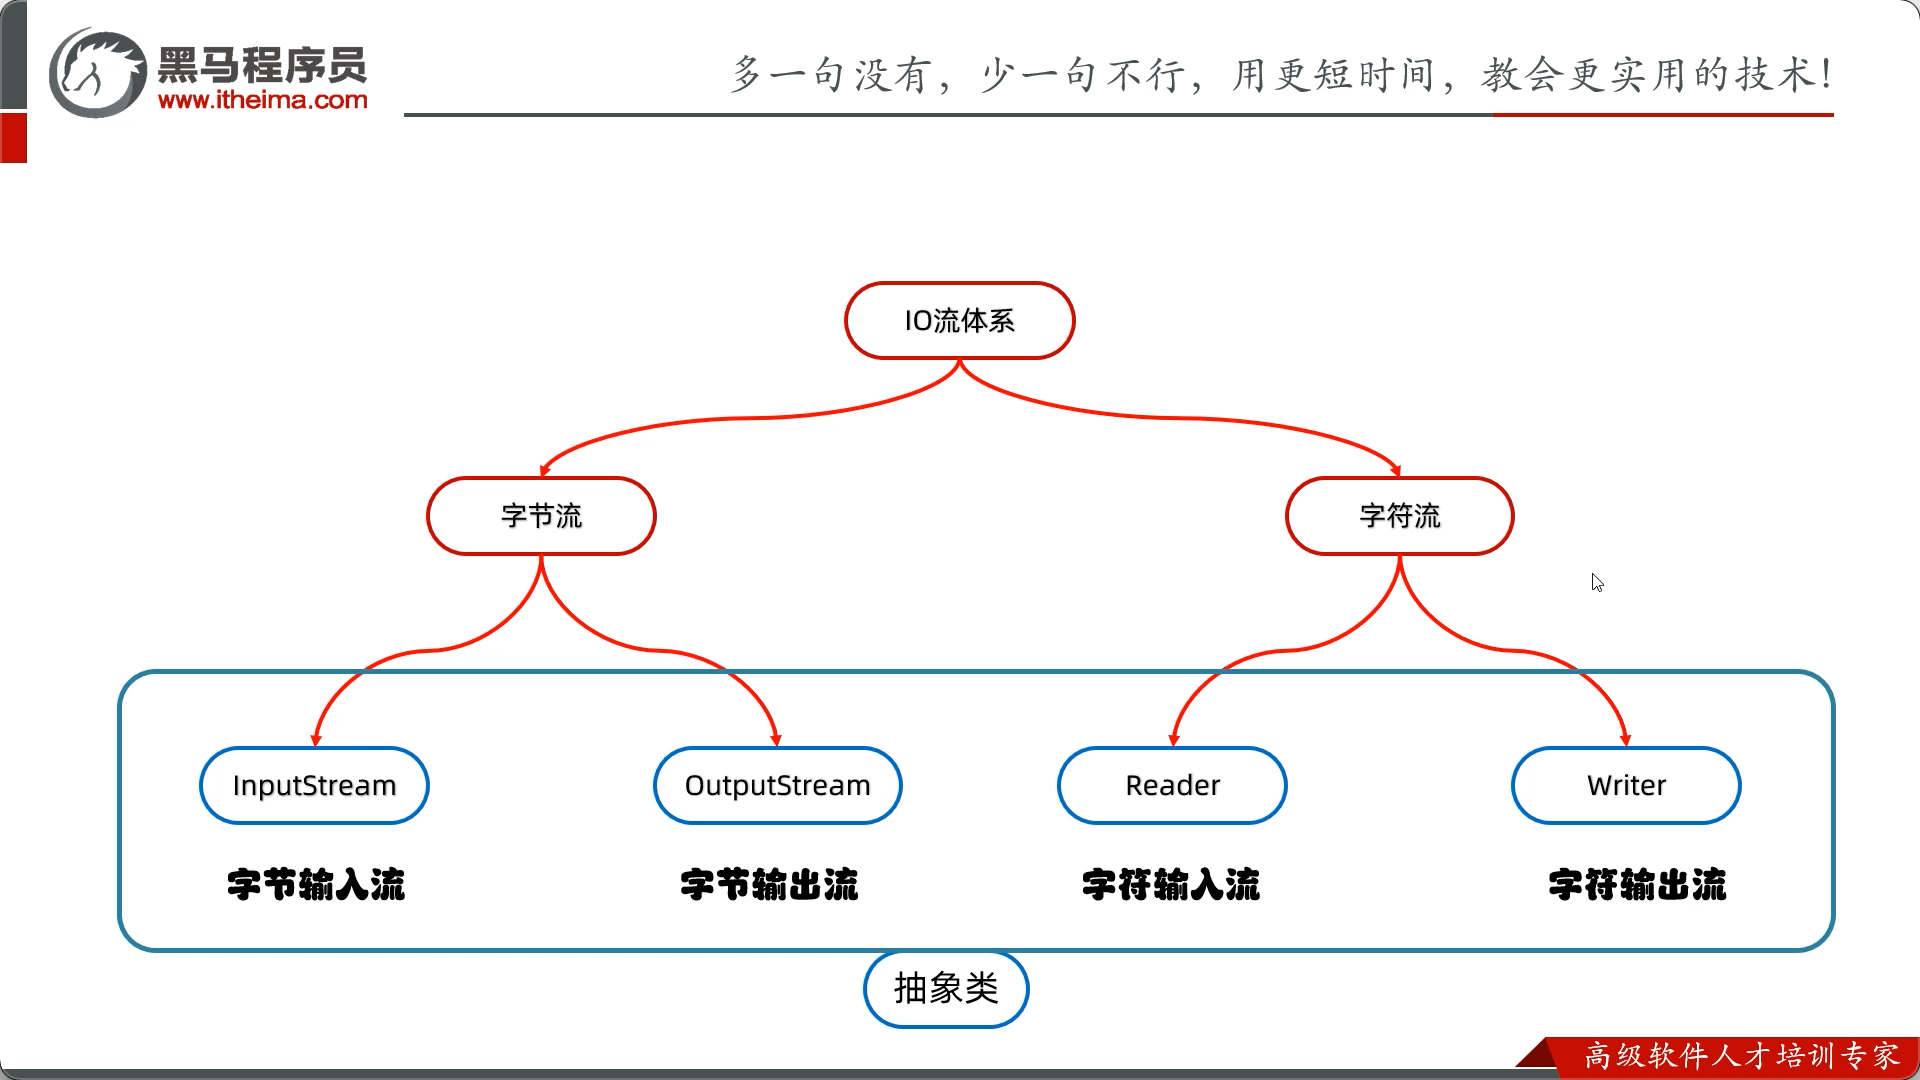 黑马程序员
www.itheima.com
多一句没有，少一句不行，用更短时间，教会更实用的技术！
IO流体系
字节流
字符流
InputStream
OutputStream
Reader
Writer
字节输入流
字节输出流
字符输入流
字符输出流
抽象类
高级软件人才培训专家